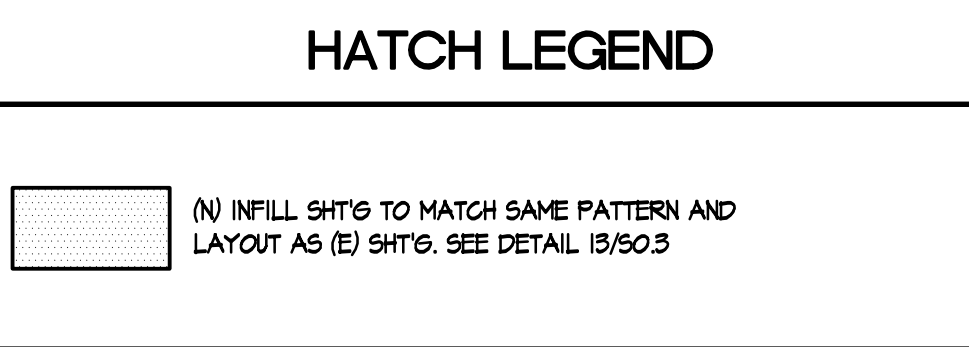 HATCH LEGEND
(N) INFILL SHT'G TO MATCH SAME PATTERN AND
LAYOUT AS (E) SHT'G. SEE DETAIL 13/S0.3